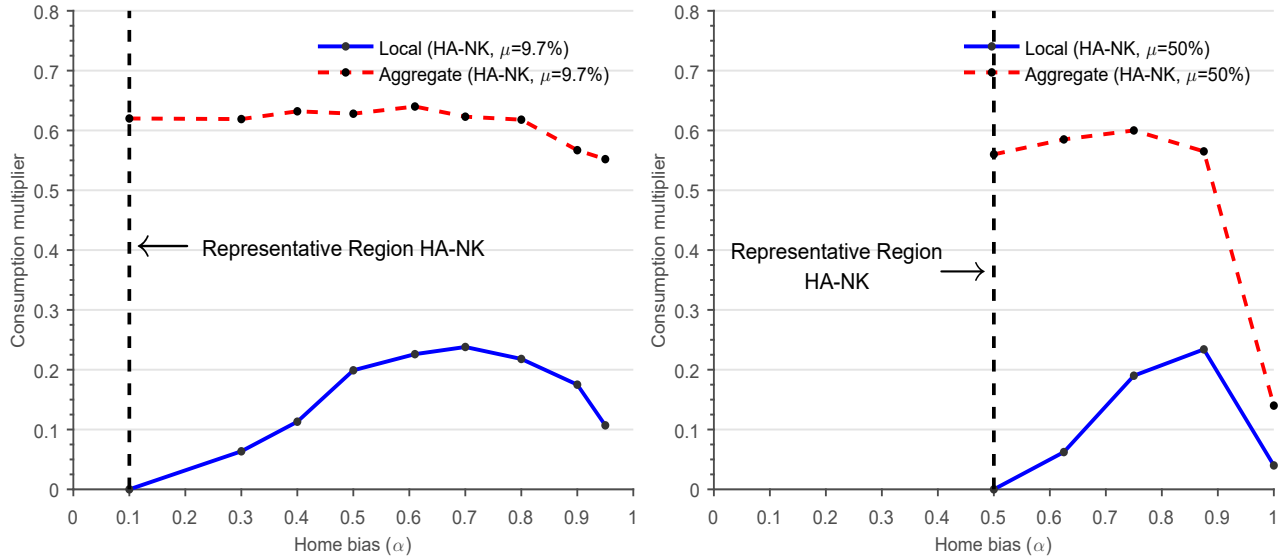 0.8
0.7
0.6
0.5
0.4
0.3
0.2
0.1
0
Consumption multiplier
Local (HA-NK, μ=9.7%)
Aggregate (HA-NK, μ=9.7%)
Representative Region HA-NK
0 0.1 0.2 0.3 0.4 0.5 0.6 0.7 0.8 0.9 1
Home bias (α)
0.8
0.7
0.6
0.5
0.4
0.3
0.2
0.1
0
Consumption multiplier
Local (HA-NK, μ=50%)
Aggregate (HA-NK, μ=50%)
Representative Region
HA-NK
0 0.1 0.2 0.3 0.4 0.5 0.6 0.7 0.8 0.9 1
Home bias (α)